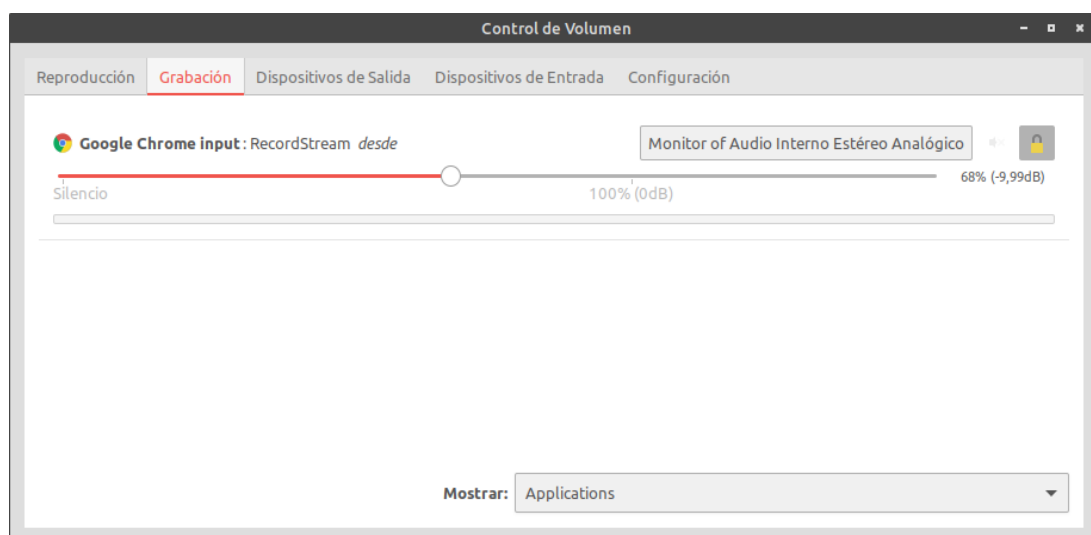 Control de Volumen
Reproducción Grabación Dispositivos de Salida Dispositivos de Entrada Configuración
Google Chrome input: RecordStream desde Monitor of Audio Interno Estéreo Analógico
68% (-9,99dB)
Silencio 100% (0dB)
Mostrar: Applications